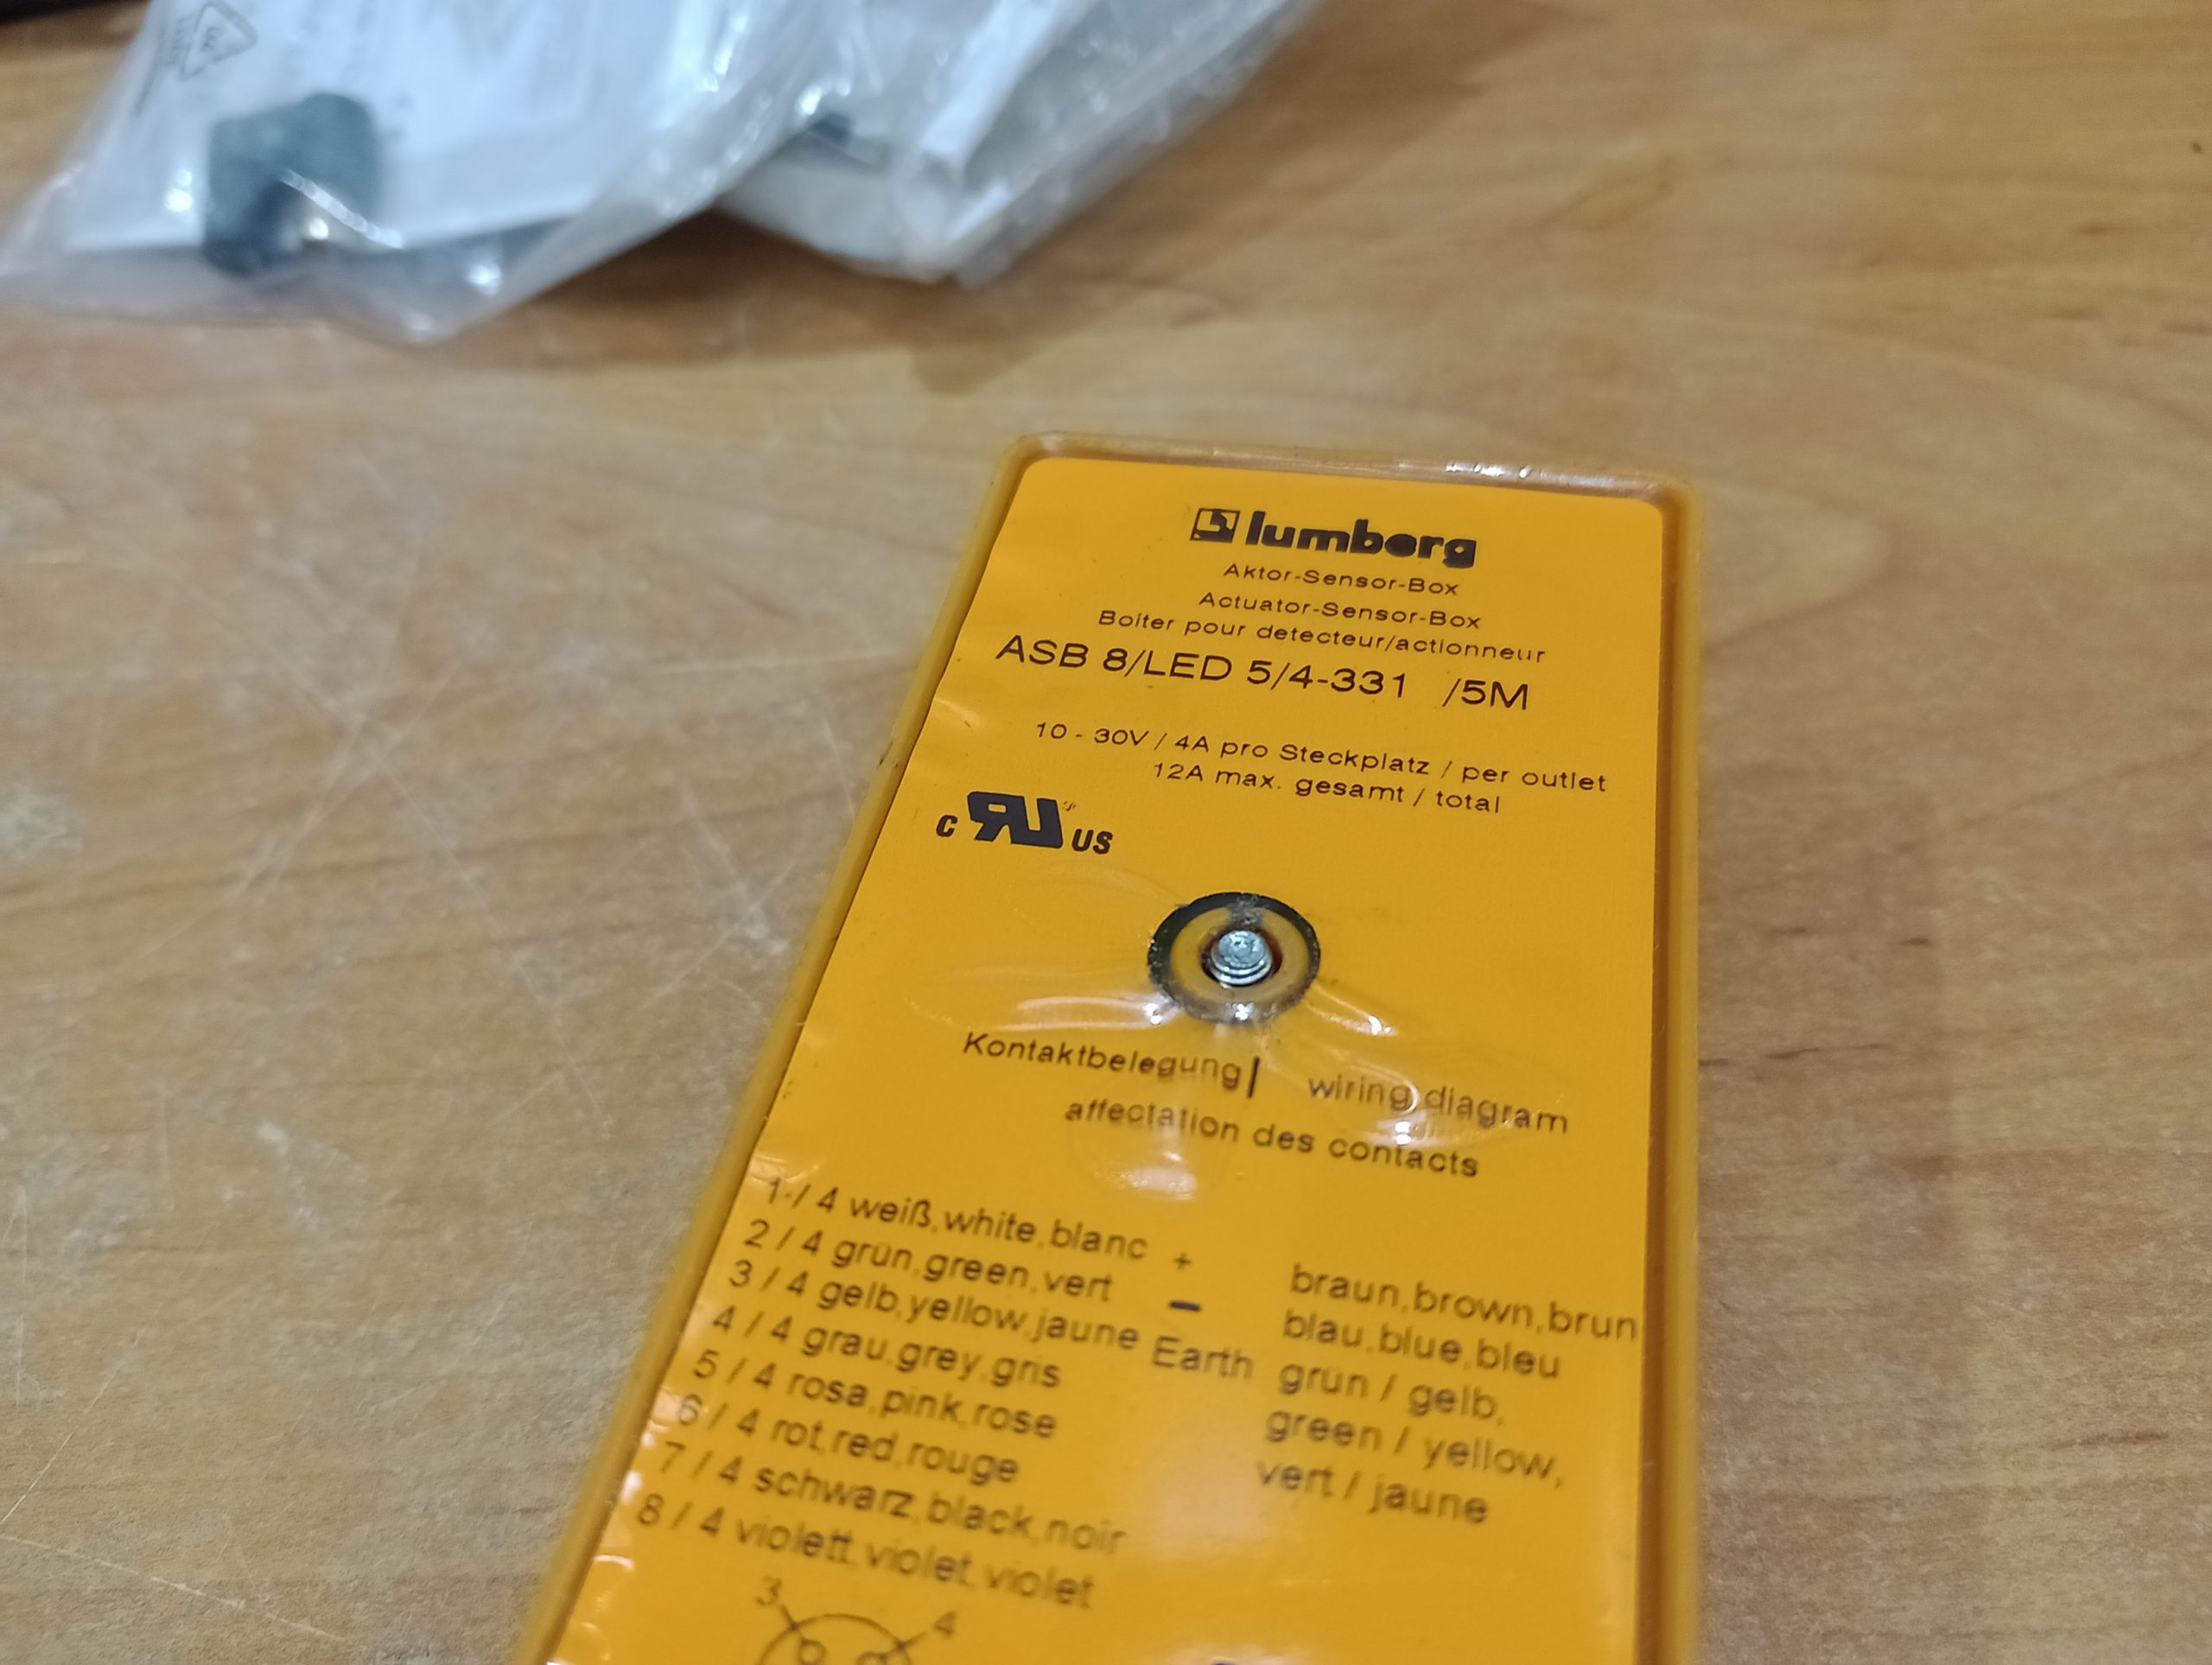 lumberg
Aktor-Sensor-Box
Actuator-Sensor-Box
Boiter pour detecteur/actionneur
ASB 8/LED 5/4-331 /5M
10 - 30V / 4A pro Steckplatz / per outlet
12A max. gesamt / total
c RU ® US
Kontaktbelegung| wiring diagram
affectation des contacts
1 / 4 weiß,white,blanc + braun,brown,brun
2 / 4 grün,green,vert - blau,blue,bleu
3 / 4 gelb,yellow,jaune Earth grün / gelb,
4 / 4 grau,grey,gris green / yellow,
5 / 4 rosa,pink,rose vert / jaune
6 / 4 rot,red,rouge
7 / 4 schwarz,black,noir
8 / 4 violett,violet,violet
3 4